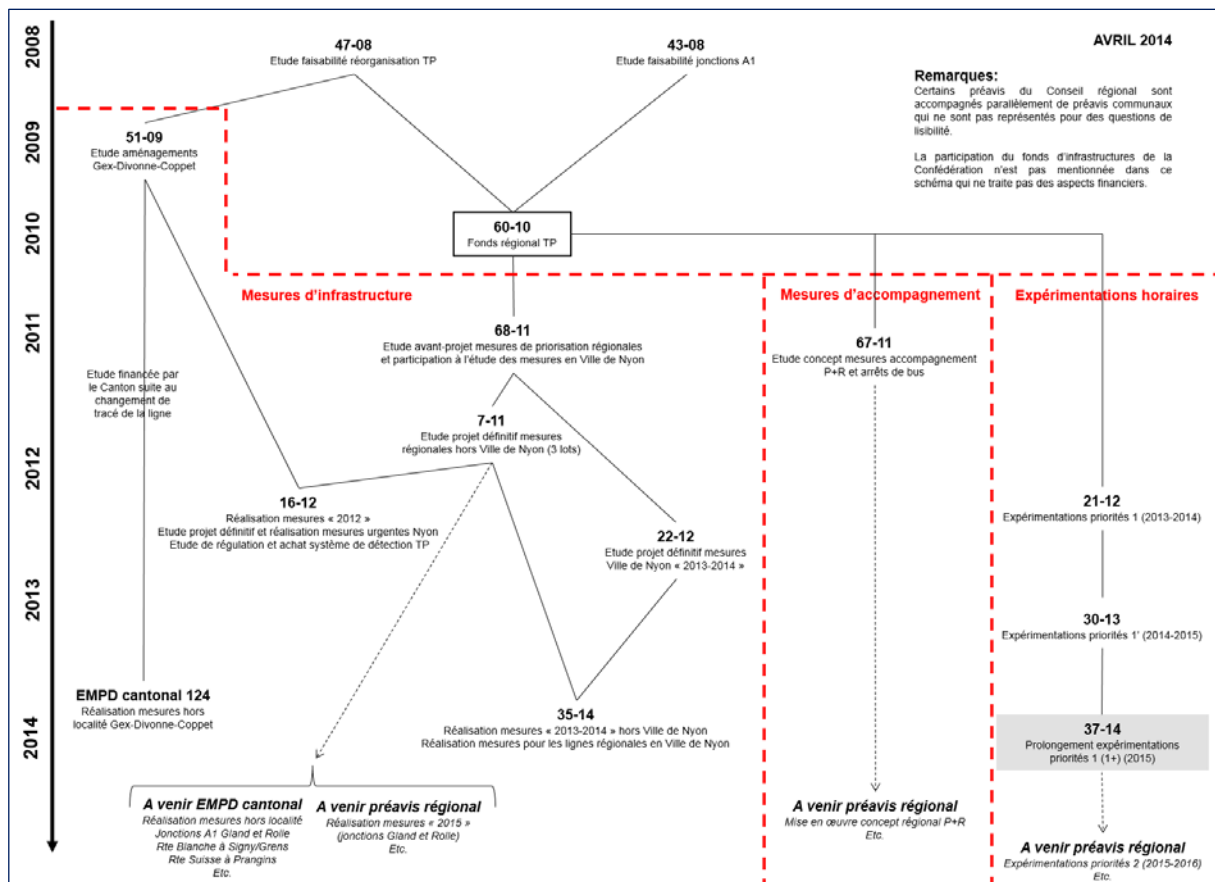 2008
47-08
Etude faisabilité réorganisation TP
43-08
Etude faisabilité jonctions A1
AVRIL 2014
Remarques:
Certains préavis du Conseil régional sont
accompagnés parallèlement de préavis communaux
qui ne sont pas représentés pour des questions de
lisibilité.
La participation du fonds d'infrastructures de la
Confédération n'est pas mentionnée dans ce
schéma qui ne traite pas des aspects financiers.
2009
51-09
Etude aménagements
Gex-Divonne-Coppet
2010
60-10
Fonds régional TP
Mesures d'infrastructure
Mesures d'accompagnement
Expérimentations horaires
2011
68-11
Etude avant-projet mesures de priorisation régionales
et participation à l'étude des mesures en Ville de Nyon
67-11
Etude concept mesures accompagnement
P+R et arrêts de bus
Etude financée par
le Canton suite au
changement de
tracé de la ligne
7-11
Etude projet définitif mesures
régionales hors Ville de Nyon (3 lots)
2012
16-12
Réalisation mesures « 2012 »
Etude projet définitif et réalisation mesures urgentes Nyon
Etude de régulation et achat système de détection TP
21-12
Expérimentations priorités 1 (2013-2014)
22-12
Etude projet définitif mesures
Ville de Nyon « 2013-2014 »
2013
30-13
Expérimentations priorités 1' (2014-2015)
EMPD cantonal 124
Réalisation mesures hors
localité Gex-Divonne-Coppet
2014
35-14
Réalisation mesures « 2013-2014 » hors Ville de Nyon
Réalisation mesures pour les lignes régionales en Ville de Nyon
37-14
Prolongement expérimentations
priorités 1 (1+) (2015)
A venir EMPD cantonal
Réalisation mesures hors localité
Jonctions A1 Gland et Rolle
Rte Blanche à Signy/Grens
Rte Suisse à Prangins
Etc.
A venir préavis régional
Réalisation mesures « 2015 »
(jonctions Gland et Rolle)
Etc.
A venir préavis régional
Mise en œuvre concept régional P+R
Etc.
A venir préavis régional
Expérimentations priorités 2 (2015-2016)
Etc.